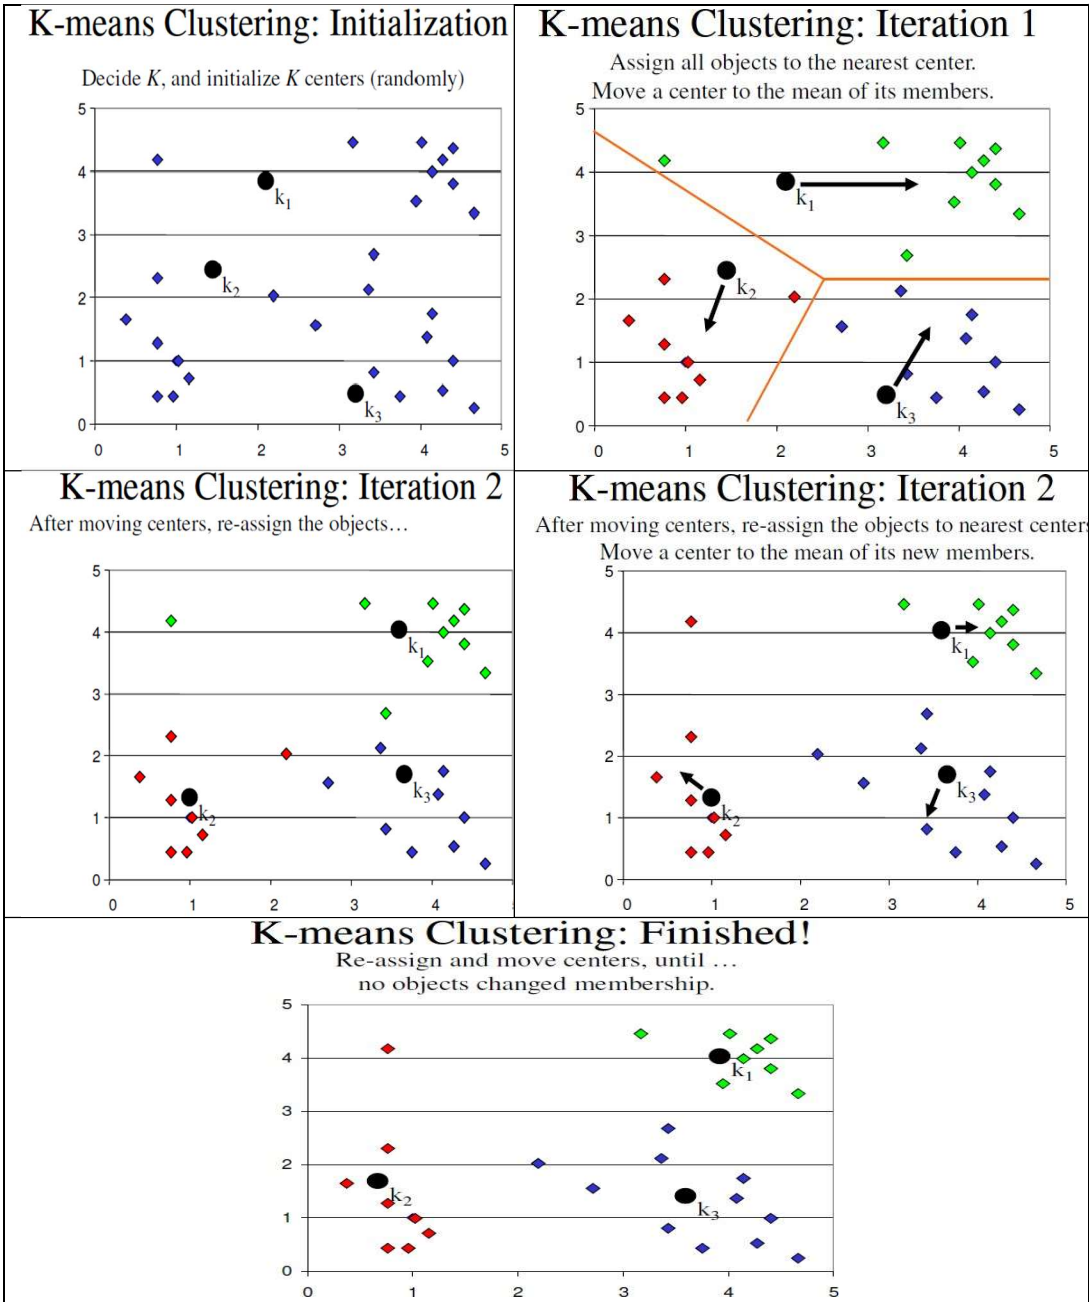 K-means Clustering: Initialization
Decide K, and initialize K centers (randomly)
5
4
3
2
1
0
k1
k2
k3
0 1 2 3 4 5
K-means Clustering: Iteration 1
Assign all objects to the nearest center.
Move a center to the mean of its members.
5
4
3
2
1
0
k1
k2
k3
0 1 2 3 4 5
K-means Clustering: Iteration 2
After moving centers, re-assign the objects…
5
4
3
2
1
0
k1
k2
k3
0 1 2 3 4 5
K-means Clustering: Iteration 2
After moving centers, re-assign the objects to nearest centers
Move a center to the mean of its new members.
5
4
3
2
1
0
k1
k2
k3
0 1 2 3 4 5
K-means Clustering: Finished!
Re-assign and move centers, until …
no objects changed membership.
5
4
3
2
1
0
k1
k2
k3
0 1 2 3 4 5